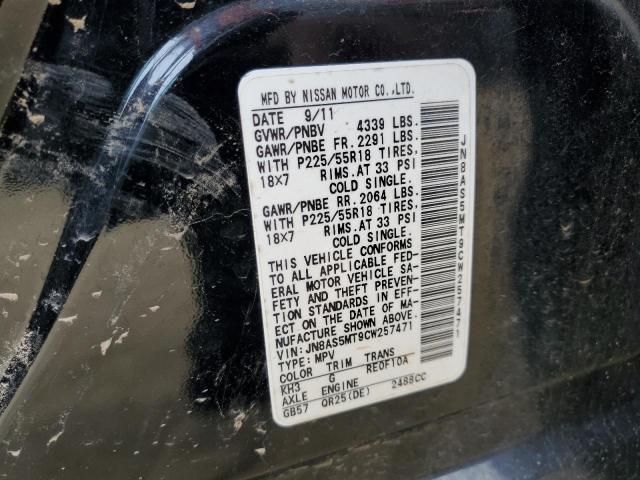 MFD BY NISSAN MOTOR CO.,LTD.
DATE 9/11
GVWR/PNBV 4339 LBS.
GAWR/PNBE FR. 2291 LBS.
WITH P225/55R18 TIRES,
18X7 RIMS.AT 33 PSI
COLD SINGLE.
GAWR/PNBE RR. 2064 LBS.
WITH P225/55R18 TIRES,
18X7 RIMS.AT 33 PSI
COLD SINGLE.
THIS VEHICLE CONFORMS
TO ALL APPLICABLE FED-
ERAL MOTOR VEHICLE SA-
FETY AND THEFT PREVEN-
TION STANDARDS IN EFF-
ECT ON THE DATE OF MA-
NUFACTURE SHOWN ABOVE.
VIN: JN8AS5MT9CW257471
TYPE: MPV
COLOR TRIM TRANS
KH3 G RE0F10A
AXLE ENGINE
GB57 QR25(DE) 2488CC
JN8AS5MT9CW257471